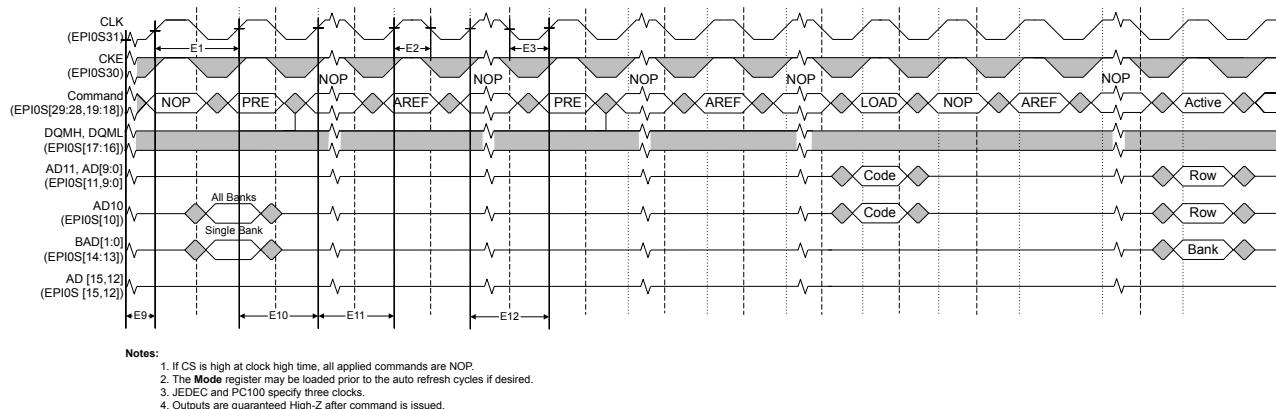 CLK
(EPI0S31)
E1
E2
E3
CKE
(EPI0S30)
NOP
NOP
NOP
NOP
NOP
Command
(EPI0S[29:28,19:18])
NOP
PRE
AREF
PRE
AREF
LOAD
NOP
AREF
Active
DQMH, DQML
(EPI0S[17:16])
AD11, AD[9:0]
(EPI0S[11,9:0])
Code
Row
All Banks
AD10
(EPI0S[10])
Code
Row
Single Bank
BAD[1:0]
(EPI0S[14:13])
Bank
AD [15,12]
(EPI0S [15,12])
E9
E10
E11
E12
Notes:
1. If CS is high at clock high time, all applied commands are NOP.
2. The Mode register may be loaded prior to the auto refresh cycles if desired.
3. JEDEC and PC100 specify three clocks.
4. Outputs are guaranteed High-Z after command is issued.